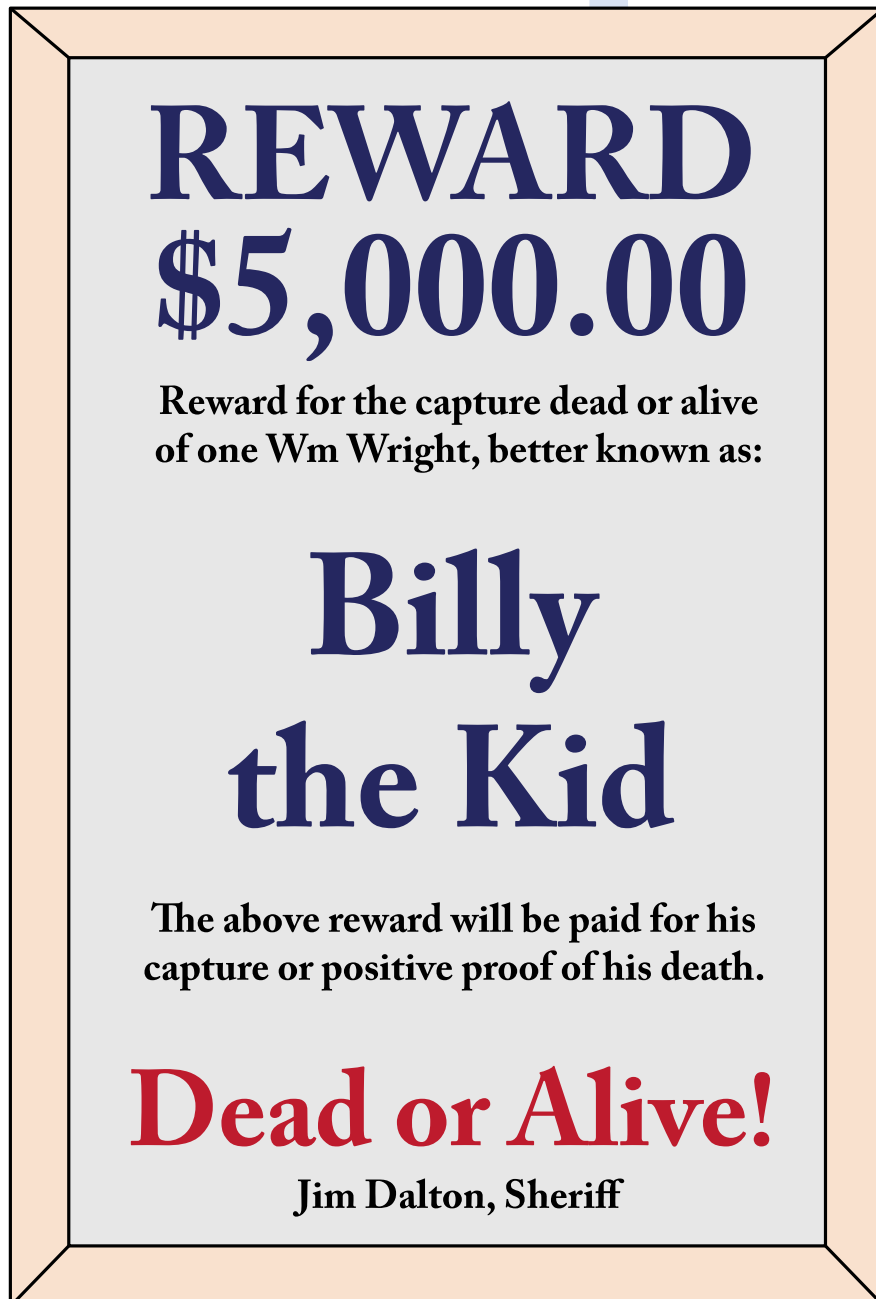 REWARD
$5,000.00
Reward for the capture dead or alive
of one Wm Wright, better known as:
Billy
the Kid
The above reward will be paid for his
capture or positive proof of his death.
Dead or Alive!
Jim Dalton, Sheriff